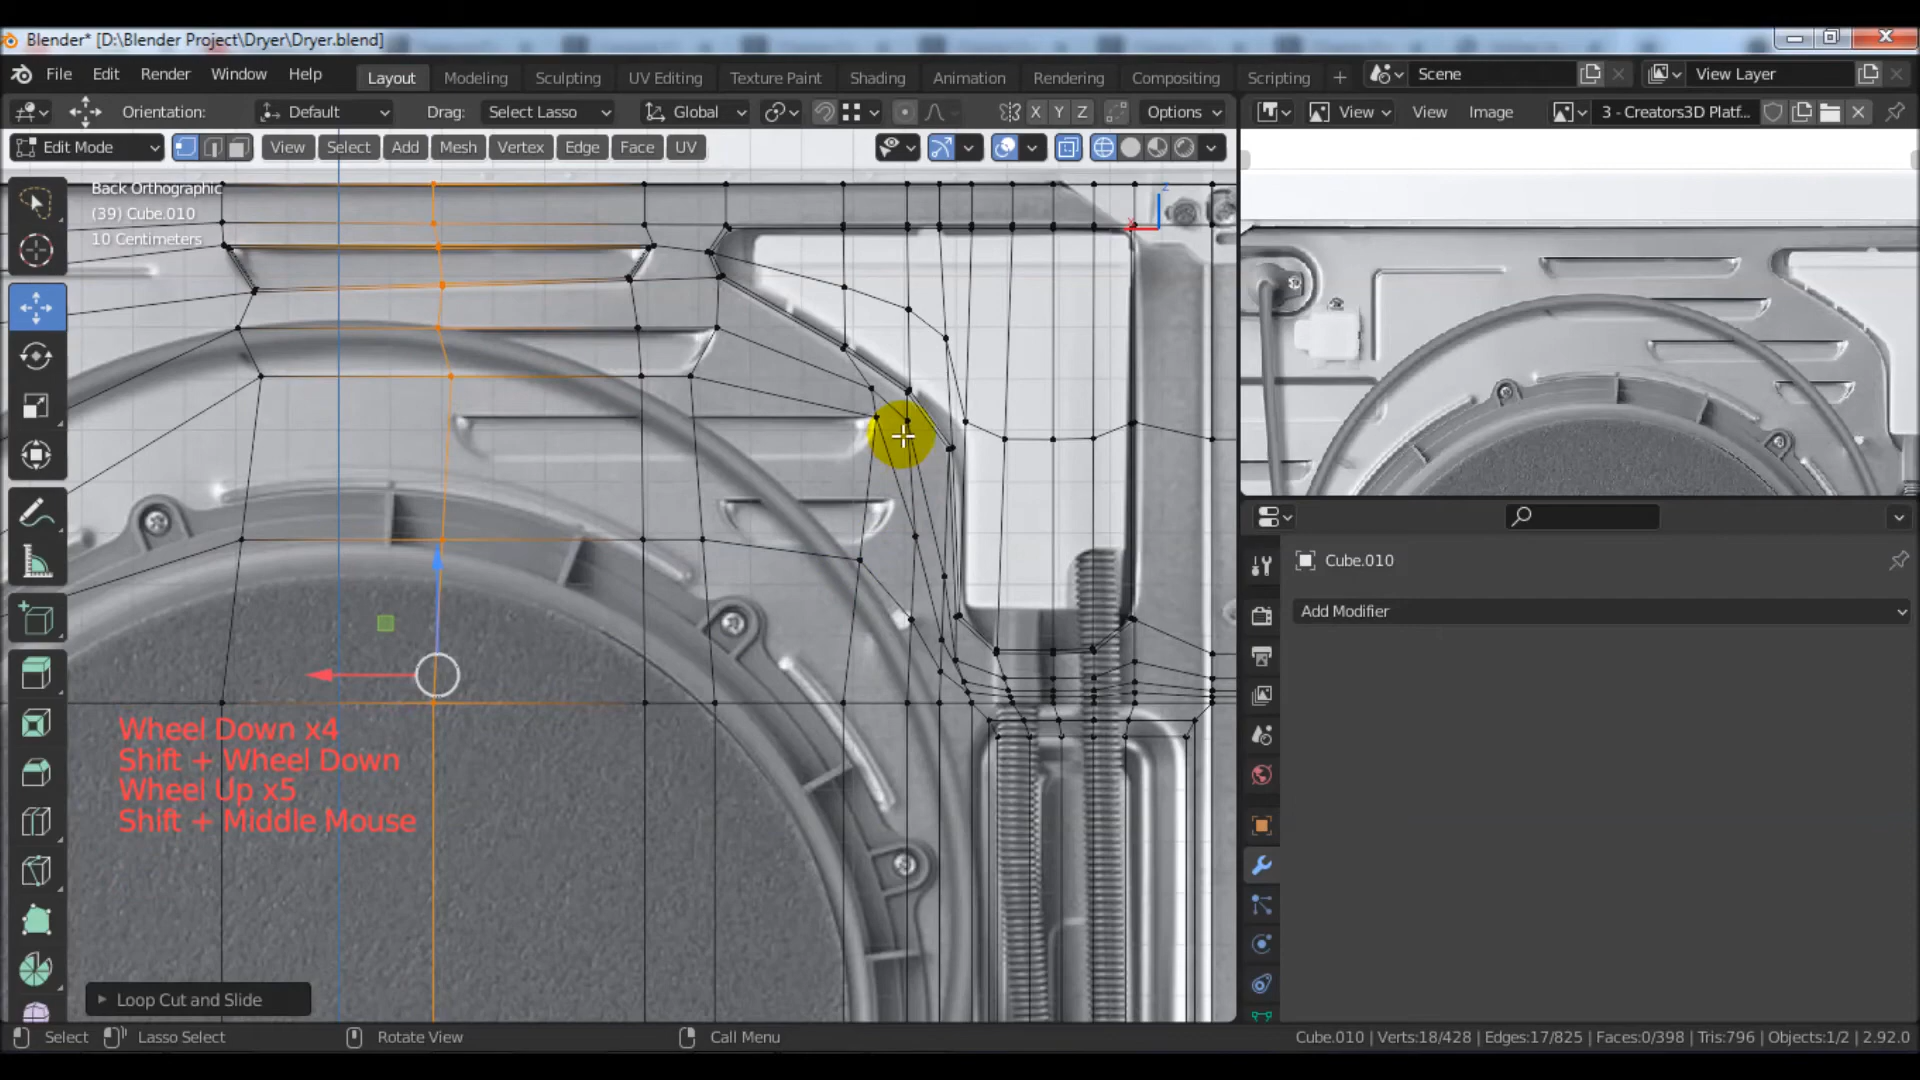 Blender* [D:\Blender Project\Dryer\Dryer.blend]
File Edit Render Window Help Layout Modeling Sculpting UV Editing Texture Paint Shading Animation Rendering Compositing Scripting + Scene View Layer
Orientation: Default Drag: Select Lasso Global X Y Z Options View View Image 3 - Creators3D Platf...
Edit Mode View Select Add Mesh Vertex Edge Face UV
Back Orthographic
(39) Cube.010
10 Centimeters
z
x
Cube.010
Add Modifier
Wheel Down x4
Shift + Wheel Down
Wheel Up x5
Shift + Middle Mouse
Loop Cut and Slide
Select Lasso Select Rotate View Call Menu Cube.010 | Verts:18/428 | Edges:17/825 | Faces:0/398 | Tris:796 | Objects:1/2 | 2.92.0